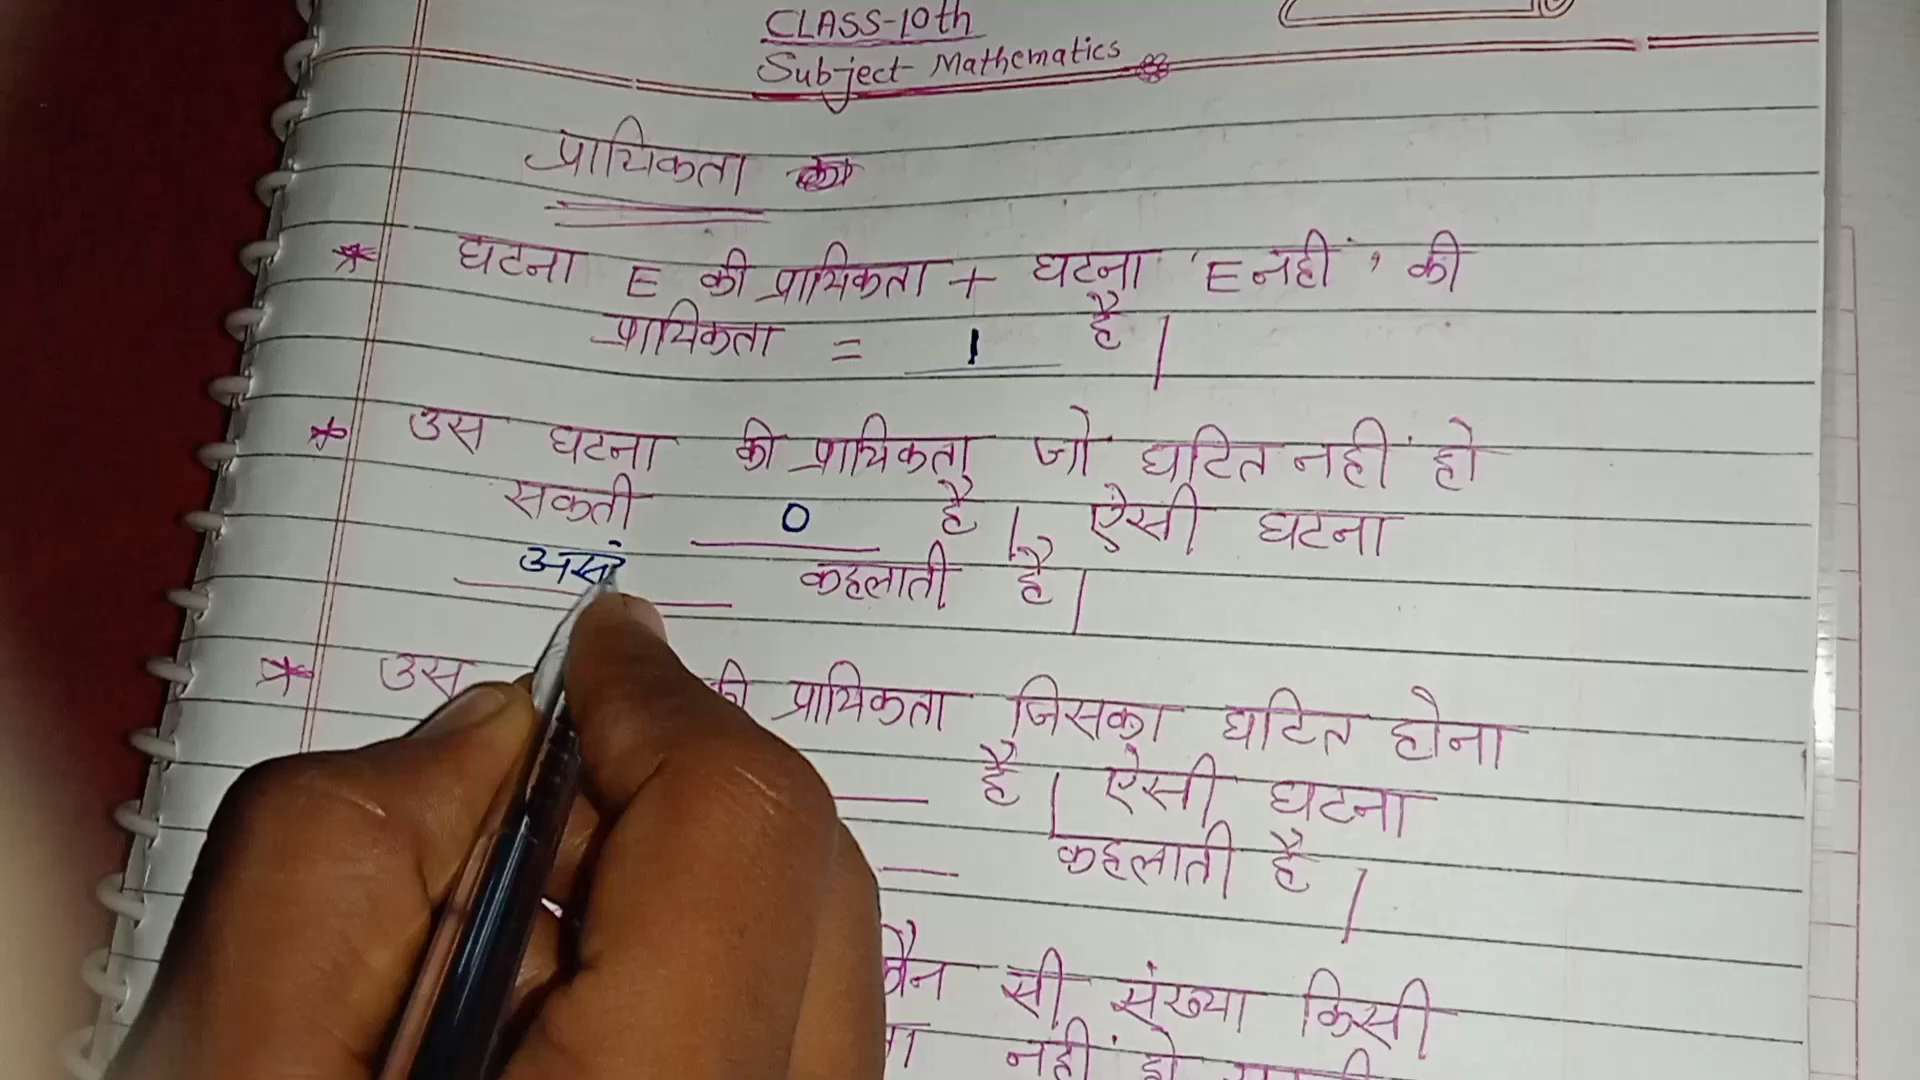 CLASS-10th
Subject Mathematics
प्रायिकता
* घटना E की प्रायिकता + घटना 'E नहीं' की
प्रायिकता = 1 है।
* उस घटना की प्रायिकता जो घटित नहीं हो
सकती 0 है। ऐसी घटना
असं कहलाती है।
* उस की प्रायिकता जिसका घटित होना
है। ऐसी घटना
कहलाती है।
सी संख्या किसी
नहीं हो